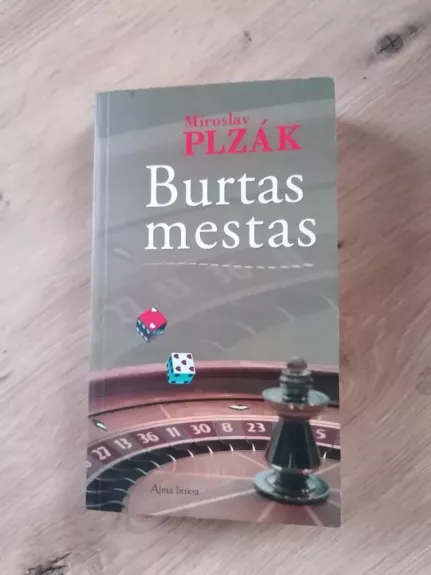 Miroslav
PLZÁK
Burtas
mestas
27 13 36 11 30 8 23 5
Alma littera